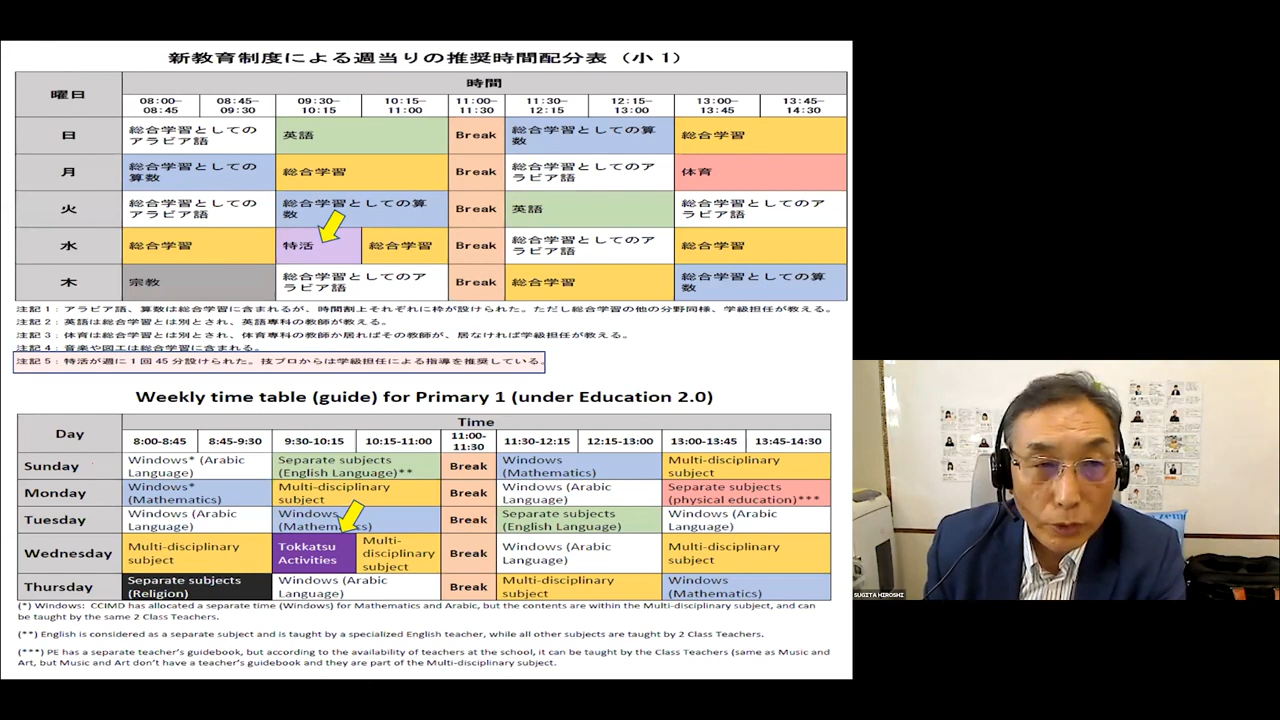 新教育制度による週当りの推奨時間配分表 (小1)
曜日
時間
08:00–
08:45
08:45–
09:30
09:30–
10:15
10:15–
11:00
11:00–
11:30
11:30–
12:15
12:15–
13:00
13:00–
13:45
13:45–
14:30
日
総合学習としての
アラビア語
英語
Break
総合学習としての算
数
総合学習
月
総合学習としての
算数
総合学習
Break
総合学習としてのア
ラビア語
体育
火
総合学習としての
アラビア語
総合学習としての算
数
Break
英語
総合学習としてのア
ラビア語
水
総合学習
特活
総合学習
Break
総合学習としてのア
ラビア語
総合学習
木
宗教
総合学習としてのア
ラビア語
Break
総合学習
総合学習としての算
数
注記1:アラビア語、算数は総合学習に含まれるが、時間割上それぞれに枠が設けられた。ただし総合学習の他の分野同様、学級担任が教える。
注記2:英語は総合学習とは別とされ、英語専科の教師が教える。
注記3:体育は総合学習とは別とされ、体育専科の教師か居ればその教師が、居なければ学級担任が教える。
注記4:音楽や図工は総合学習に含まれる。
注記5:特活が週に1回45分設けられた。技プロからは学級担任による指導を推奨している。
Weekly time table (guide) for Primary 1 (under Education 2.0)
Day
Time
8:00-8:45
8:45-9:30
9:30-10:15
10:15-11:00
11:00-
11:30
11:30-12:15
12:15-13:00
13:00-13:45
13:45-14:30
Sunday
Windows* (Arabic
Language)
Separate subjects
(English Language)**
Break
Windows
(Mathematics)
Multi-disciplinary
subject
Monday
Windows*
(Mathematics)
Multi-disciplinary
subject
Break
Windows (Arabic
Language)
Separate subjects
(physical education)***
Tuesday
Windows (Arabic
Language)
Windows
(Mathematics)
Break
Separate subjects
(English Language)
Windows (Arabic
Language)
Wednesday
Multi-disciplinary
subject
Tokkatsu
Activities
Multi-
disciplinary
subject
Break
Windows (Arabic
Language)
Multi-disciplinary
subject
Thursday
Separate subjects
(Religion)
Windows (Arabic
Language)
Break
Multi-disciplinary
subject
Windows
(Mathematics)
(*) Windows: CCIMD has allocated a separate time (Windows) for Mathematics and Arabic, but the contents are within the Multi-disciplinary subject, and can
be taught by the same 2 Class Teachers.
(**) English is considered as a separate subject and is taught by a specialized English teacher, while all other subjects are taught by 2 Class Teachers.
(***) PE has a separate teacher's guidebook, but according to the availability of teachers at the school, it can be taught by the Class Teachers (same as Music and
Art, but Music and Art don't have a teacher's guidebook and they are part of the Multi-disciplinary subject.
SUGITA HIROSHI